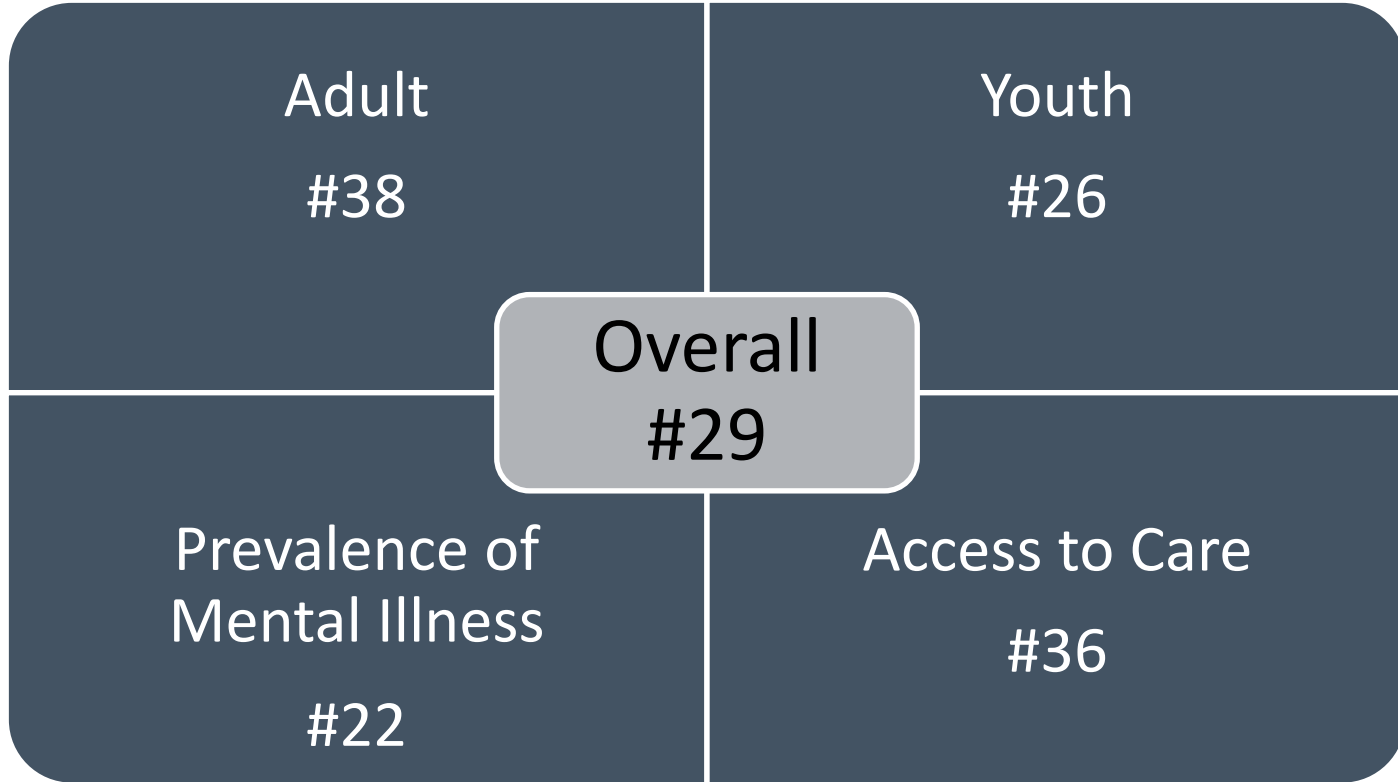 Adult
#38
Youth
#26
Overall
#29
Prevalence of
Mental Illness
#22
Access to Care
#36